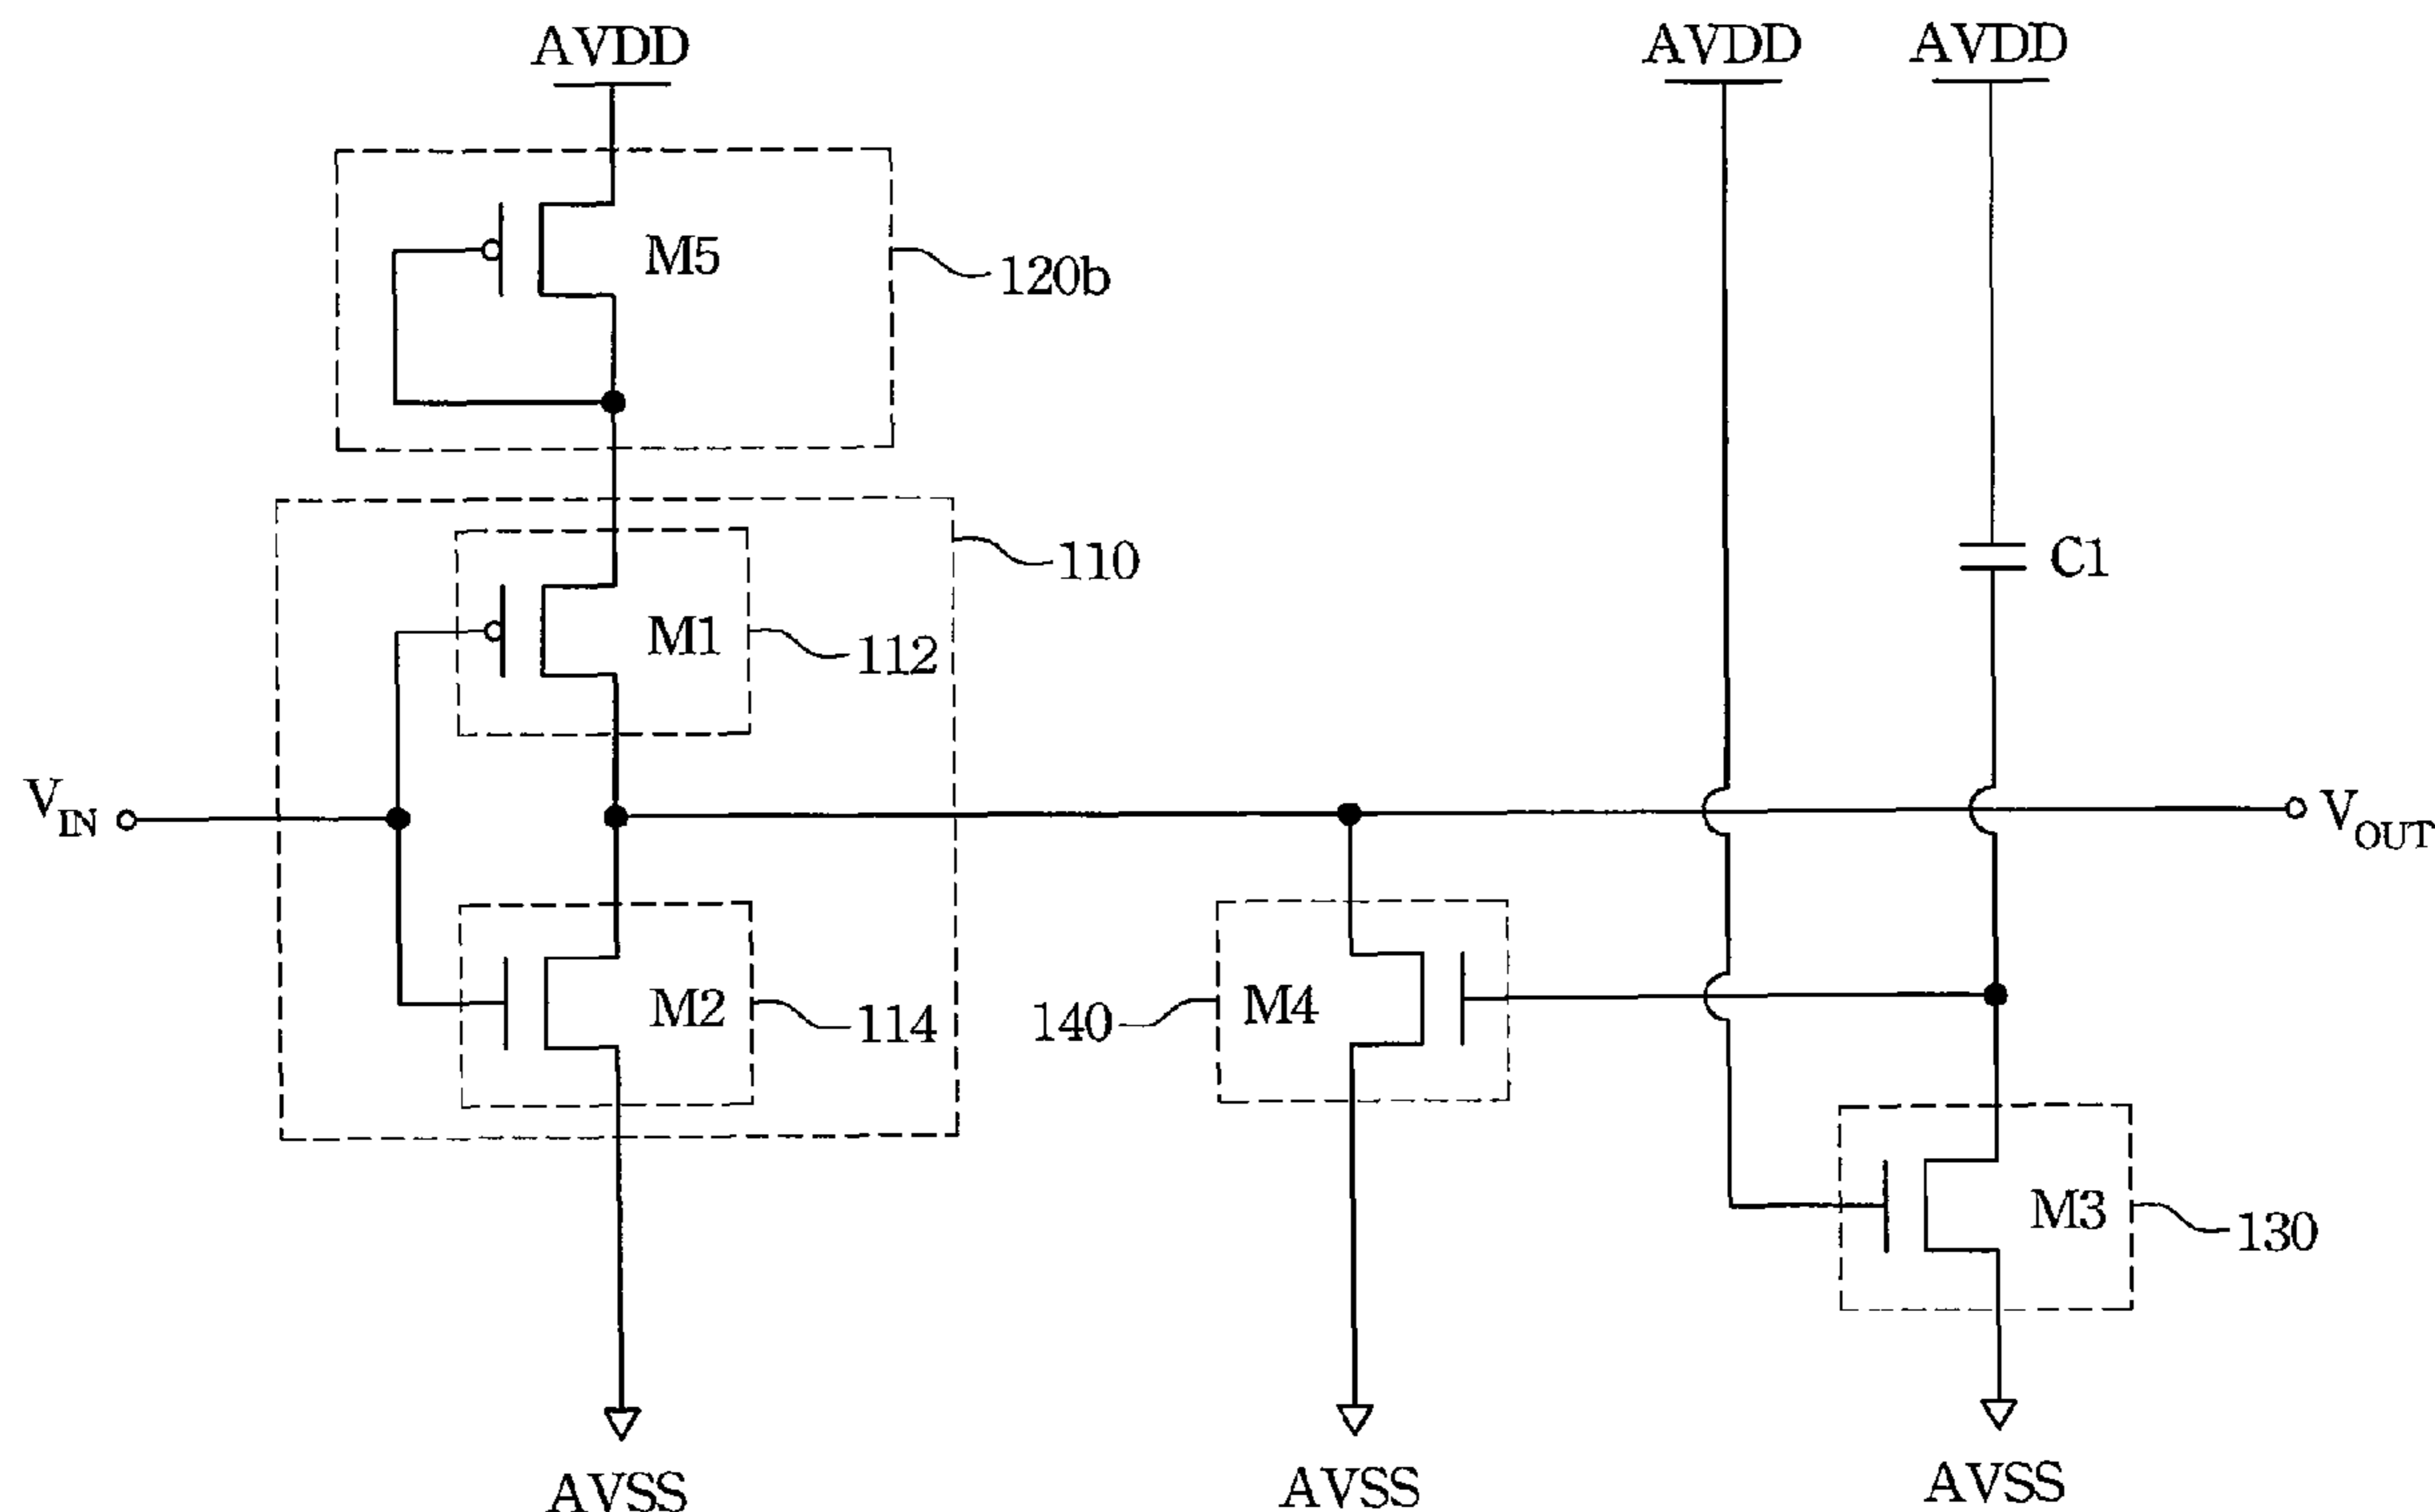 AVDD
AVDD
AVDD
M5
120b
110
C1
M1
112
VIN
VOUT
M2
114
140
M4
M3
130
AVSS
AVSS
AVSS